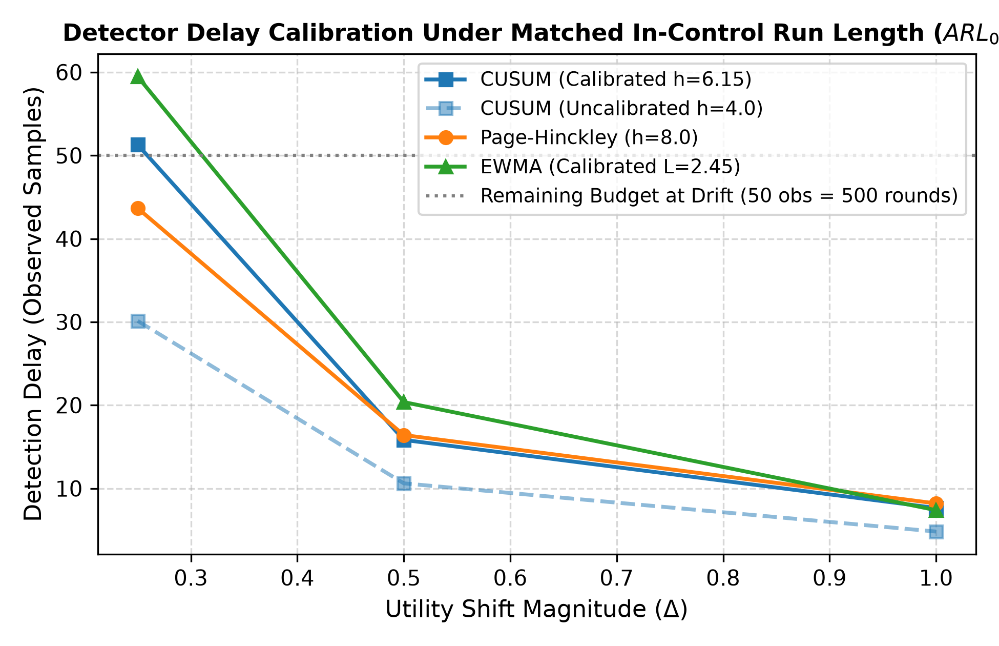 Detector Delay Calibration Under Matched In-Control Run Length (ARL₀
Detection Delay (Observed Samples)
60
50
40
30
20
10
CUSUM (Calibrated h=6.15)
CUSUM (Uncalibrated h=4.0)
Page-Hinckley (h=8.0)
EWMA (Calibrated L=2.45)
Remaining Budget at Drift (50 obs = 500 rounds)
0.3 0.4 0.5 0.6 0.7 0.8 0.9 1.0
Utility Shift Magnitude (Δ)